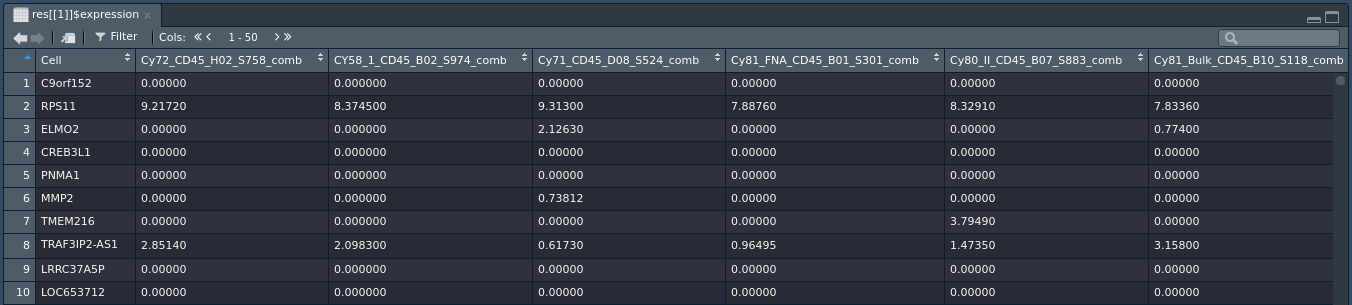 res[[1]]$expression ×
Filter Cols: « < 1 - 50 > »
Cell Cy72_CD45_H02_S758_comb CY58_1_CD45_B02_S974_comb Cy71_CD45_D08_S524_comb Cy81_FNA_CD45_B01_S301_comb Cy80_II_CD45_B07_S883_comb Cy81_Bulk_CD45_B10_S118_comb
1 C9orf152 0.00000 0.000000 0.00000 0.00000 0.00000 0.00000
2 RPS11 9.21720 8.374500 9.31300 7.88760 8.32910 7.83360
3 ELMO2 0.00000 0.000000 2.12630 0.00000 0.00000 0.77400
4 CREB3L1 0.00000 0.000000 0.00000 0.00000 0.00000 0.00000
5 PNMA1 0.00000 0.000000 0.00000 0.00000 0.00000 0.00000
6 MMP2 0.00000 0.000000 0.73812 0.00000 0.00000 0.00000
7 TMEM216 0.00000 0.000000 0.00000 0.00000 3.79490 0.00000
8 TRAF3IP2-AS1 2.85140 2.098300 0.61730 0.96495 1.47350 3.15800
9 LRRC37A5P 0.00000 0.000000 0.00000 0.00000 0.00000 0.00000
10 LOC653712 0.00000 0.000000 0.00000 0.00000 0.00000 0.00000